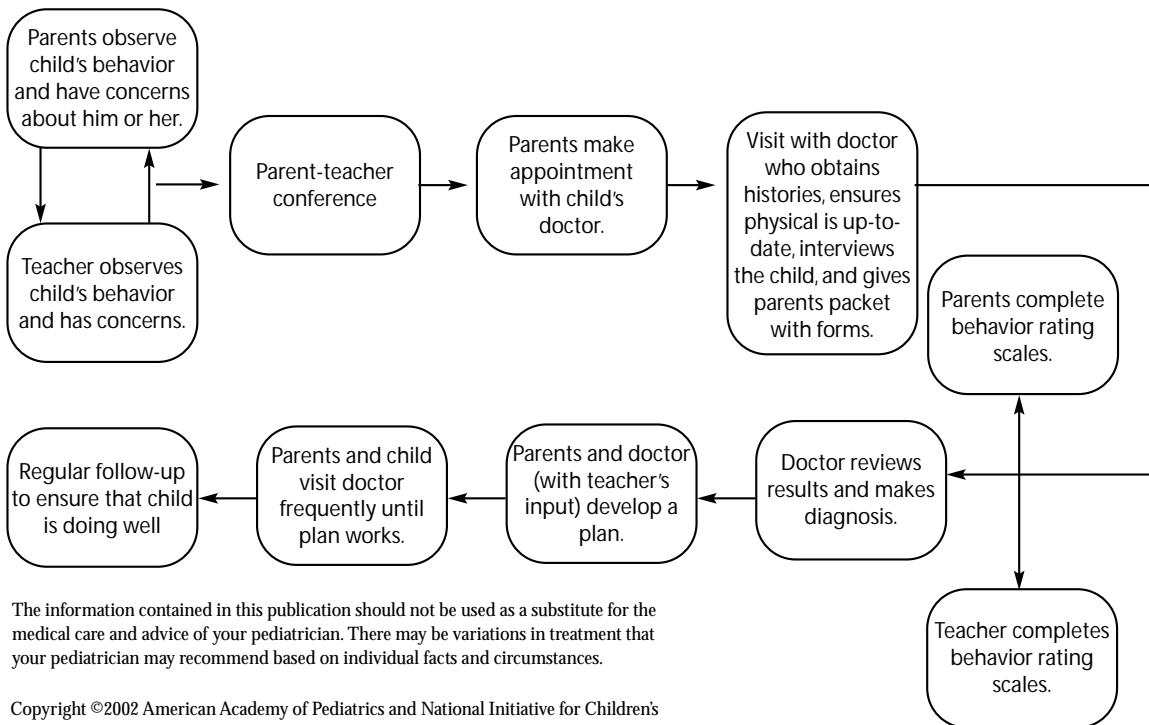 Parents observe
child's behavior
and have concerns
about him or her.
Teacher observes
child's behavior
and has concerns.
Parent-teacher
conference
Parents make
appointment
with child's
doctor.
Visit with doctor
who obtains
histories, ensures
physical is up-to-
date, interviews
the child, and gives
parents packet
with forms.
Parents complete
behavior rating
scales.
Teacher completes
behavior rating
scales.
Doctor reviews
results and makes
diagnosis.
Parents and doctor
(with teacher's
input) develop a
plan.
Parents and child
visit doctor
frequently until
plan works.
Regular follow-up
to ensure that child
is doing well
The information contained in this publication should not be used as a substitute for the
medical care and advice of your pediatrician. There may be variations in treatment that
your pediatrician may recommend based on individual facts and circumstances.
Copyright ©2002 American Academy of Pediatrics and National Initiative for Children's